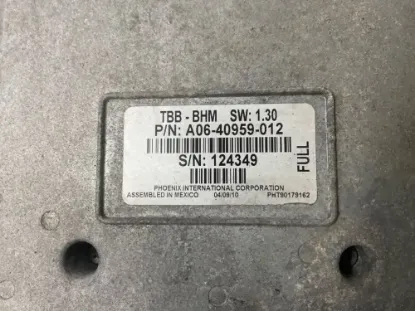 TBB - BHM SW: 1.30
P/N: A06-40959-012
S/N: 124349
FULL
PHOENIX INTERNATIONAL CORPORATION
ASSEMBLED IN MEXICO 04/09/10 PHT90179162